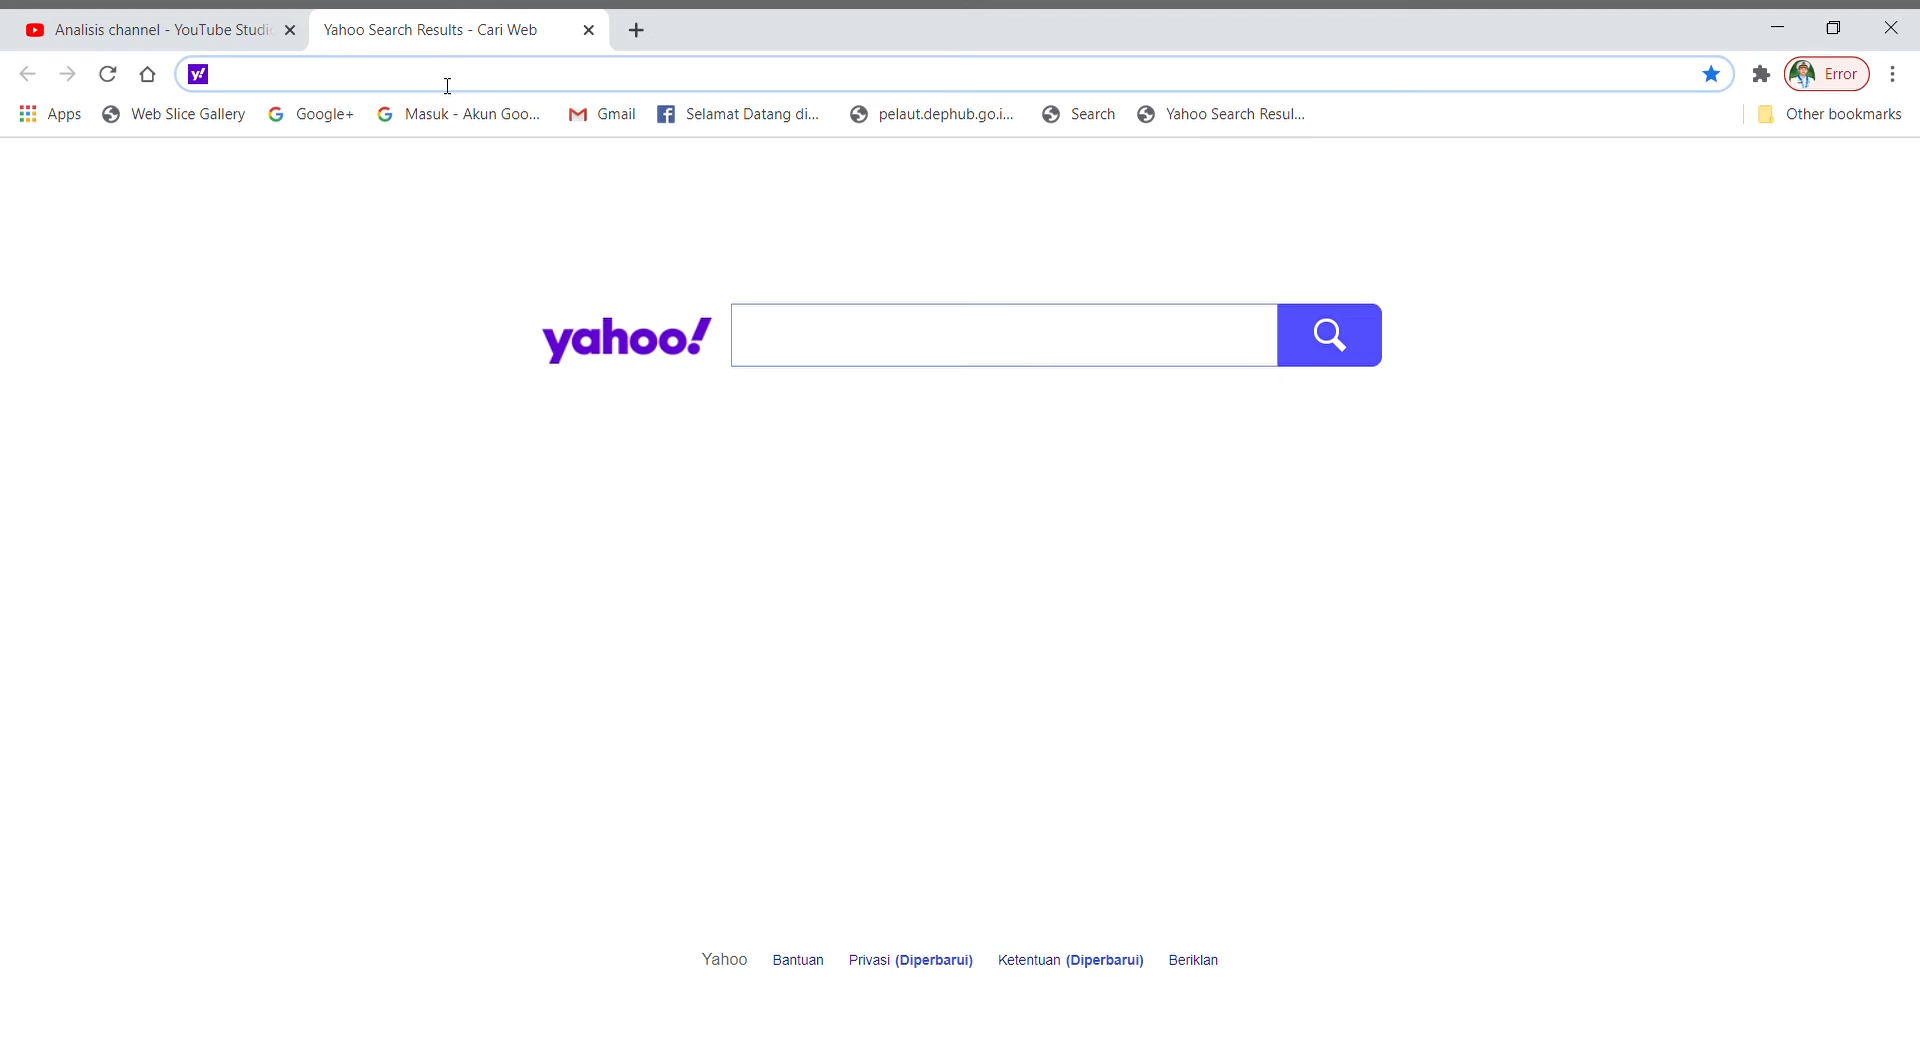 Analisis channel - YouTube Studi
Yahoo Search Results - Cari Web
y!
Error
Apps
Web Slice Gallery
Google+
Masuk - Akun Goo...
Gmail
Selamat Datang di...
pelaut.dephub.go.i...
Search
Yahoo Search Resul...
Other bookmarks
yahoo!
Yahoo Bantuan Privasi (Diperbarui) Ketentuan (Diperbarui) Beriklan